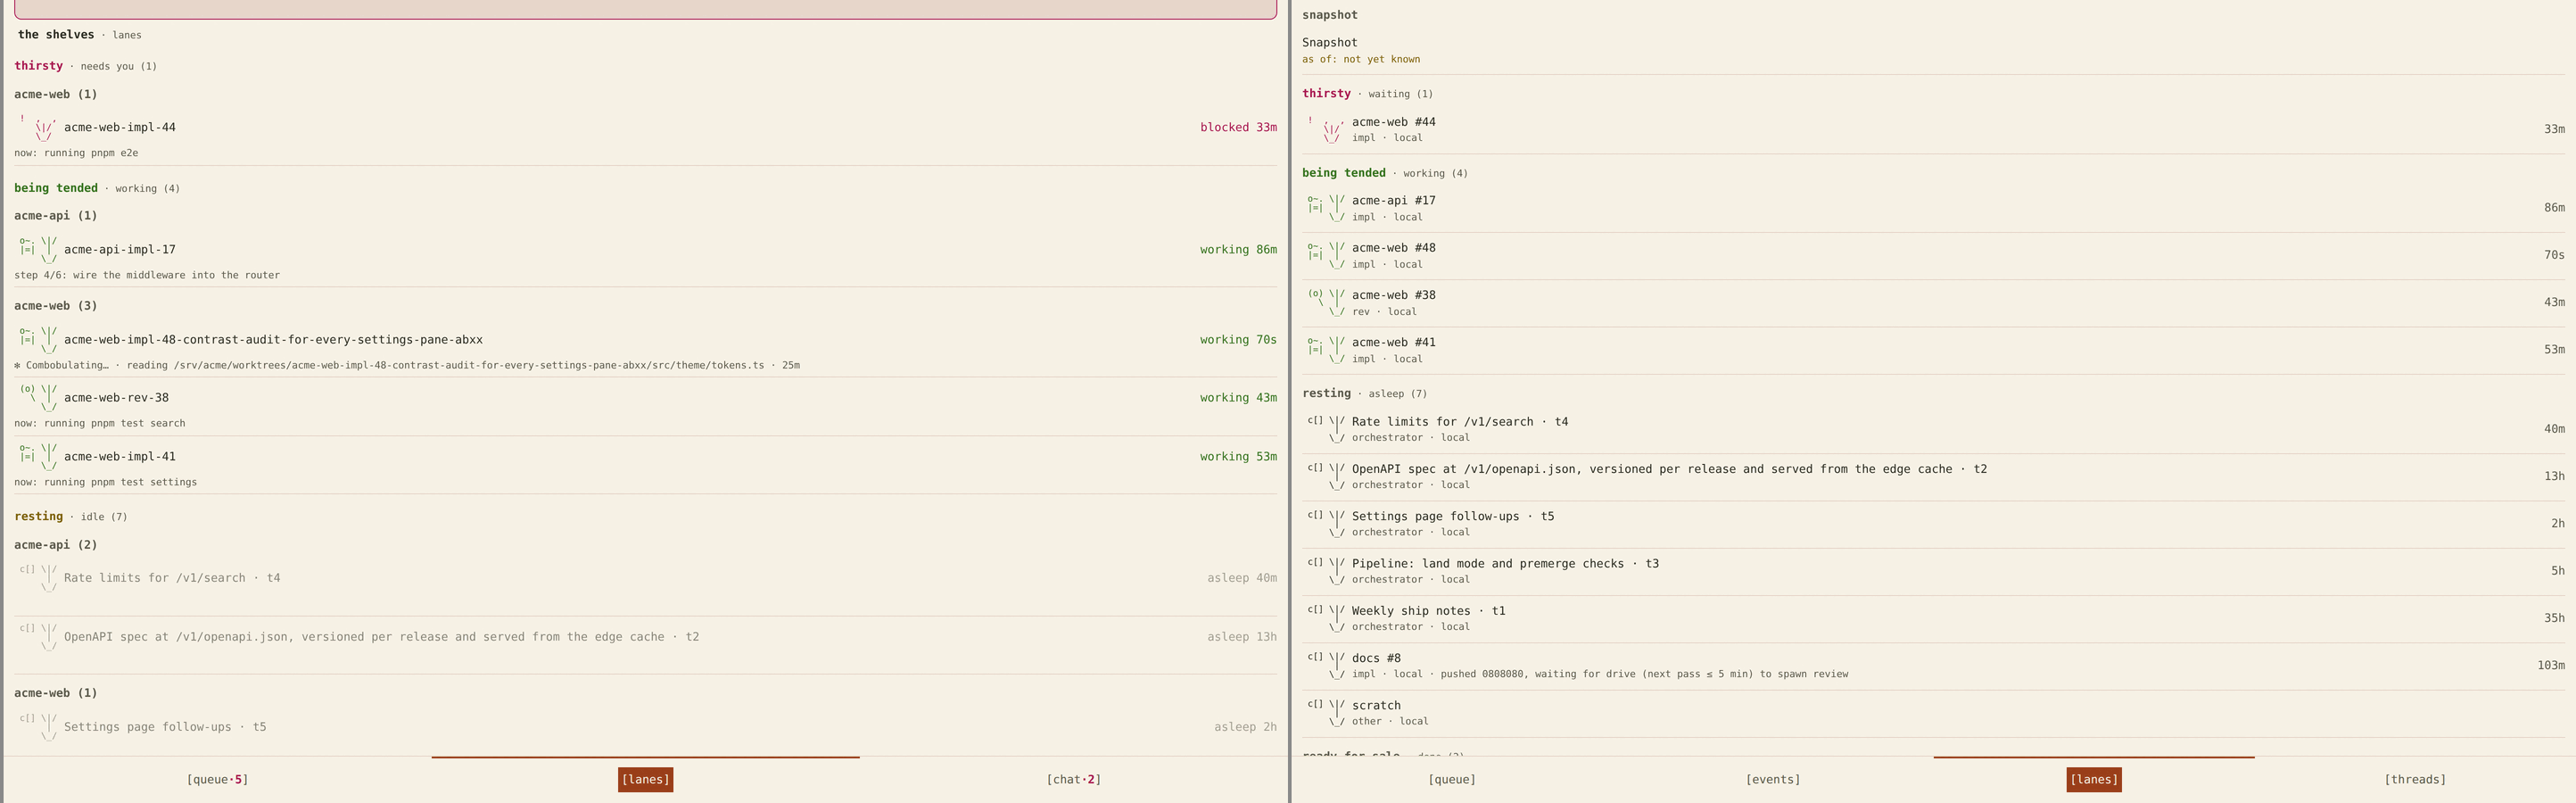 the shelves · lanes
thirsty · needs you (1)
acme-web (1)
acme-web-impl-44
blocked 33m
now: running pnpm e2e
being tended · working (4)
acme-api (1)
acme-api-impl-17
working 86m
step 4/6: wire the middleware into the router
acme-web (3)
acme-web-impl-48-contrast-audit-for-every-settings-pane-abxx
working 70s
✻ Combobulating… · reading /srv/acme/worktrees/acme-web-impl-48-contrast-audit-for-every-settings-pane-abxx/src/theme/tokens.ts · 25m
acme-web-rev-38
working 43m
now: running pnpm test search
acme-web-impl-41
working 53m
now: running pnpm test settings
resting · idle (7)
acme-api (2)
Rate limits for /v1/search · t4
asleep 40m
OpenAPI spec at /v1/openapi.json, versioned per release and served from the edge cache · t2
asleep 13h
acme-web (1)
Settings page follow-ups · t5
asleep 2h
[queue·5]
[lanes]
[chat·2]
snapshot
Snapshot
as of: not yet known
thirsty · waiting (1)
acme-web #44
impl · local
33m
being tended · working (4)
acme-api #17
impl · local
86m
acme-web #48
impl · local
70s
acme-web #38
rev · local
43m
acme-web #41
impl · local
53m
resting · asleep (7)
Rate limits for /v1/search · t4
orchestrator · local
40m
OpenAPI spec at /v1/openapi.json, versioned per release and served from the edge cache · t2
orchestrator · local
13h
Settings page follow-ups · t5
orchestrator · local
2h
Pipeline: land mode and premerge checks · t3
orchestrator · local
5h
Weekly ship notes · t1
orchestrator · local
35h
docs #8
impl · local · pushed 0808080, waiting for drive (next pass ≤ 5 min) to spawn review
103m
scratch
other · local
[queue]
[events]
[lanes]
[threads]